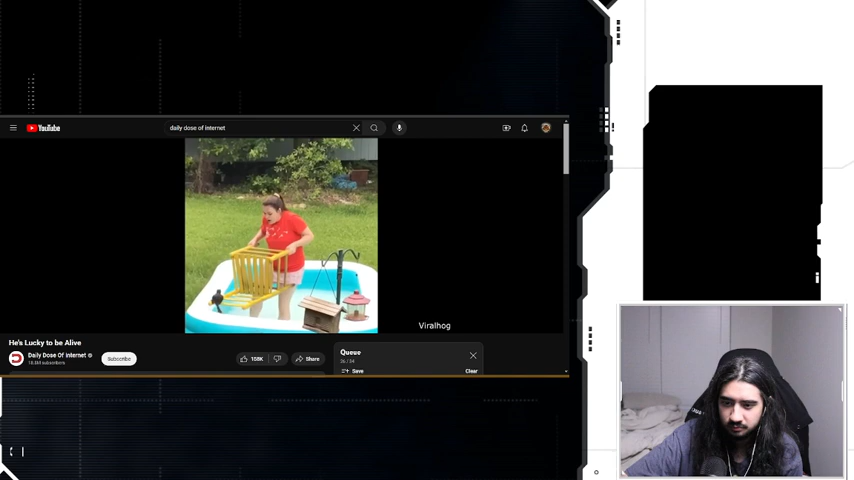 YouTube
daily dose of internet
Viralhog
He's Lucky to be Alive
Daily Dose Of Internet
Subscribe
158K
Share
Queue
Save
Clear